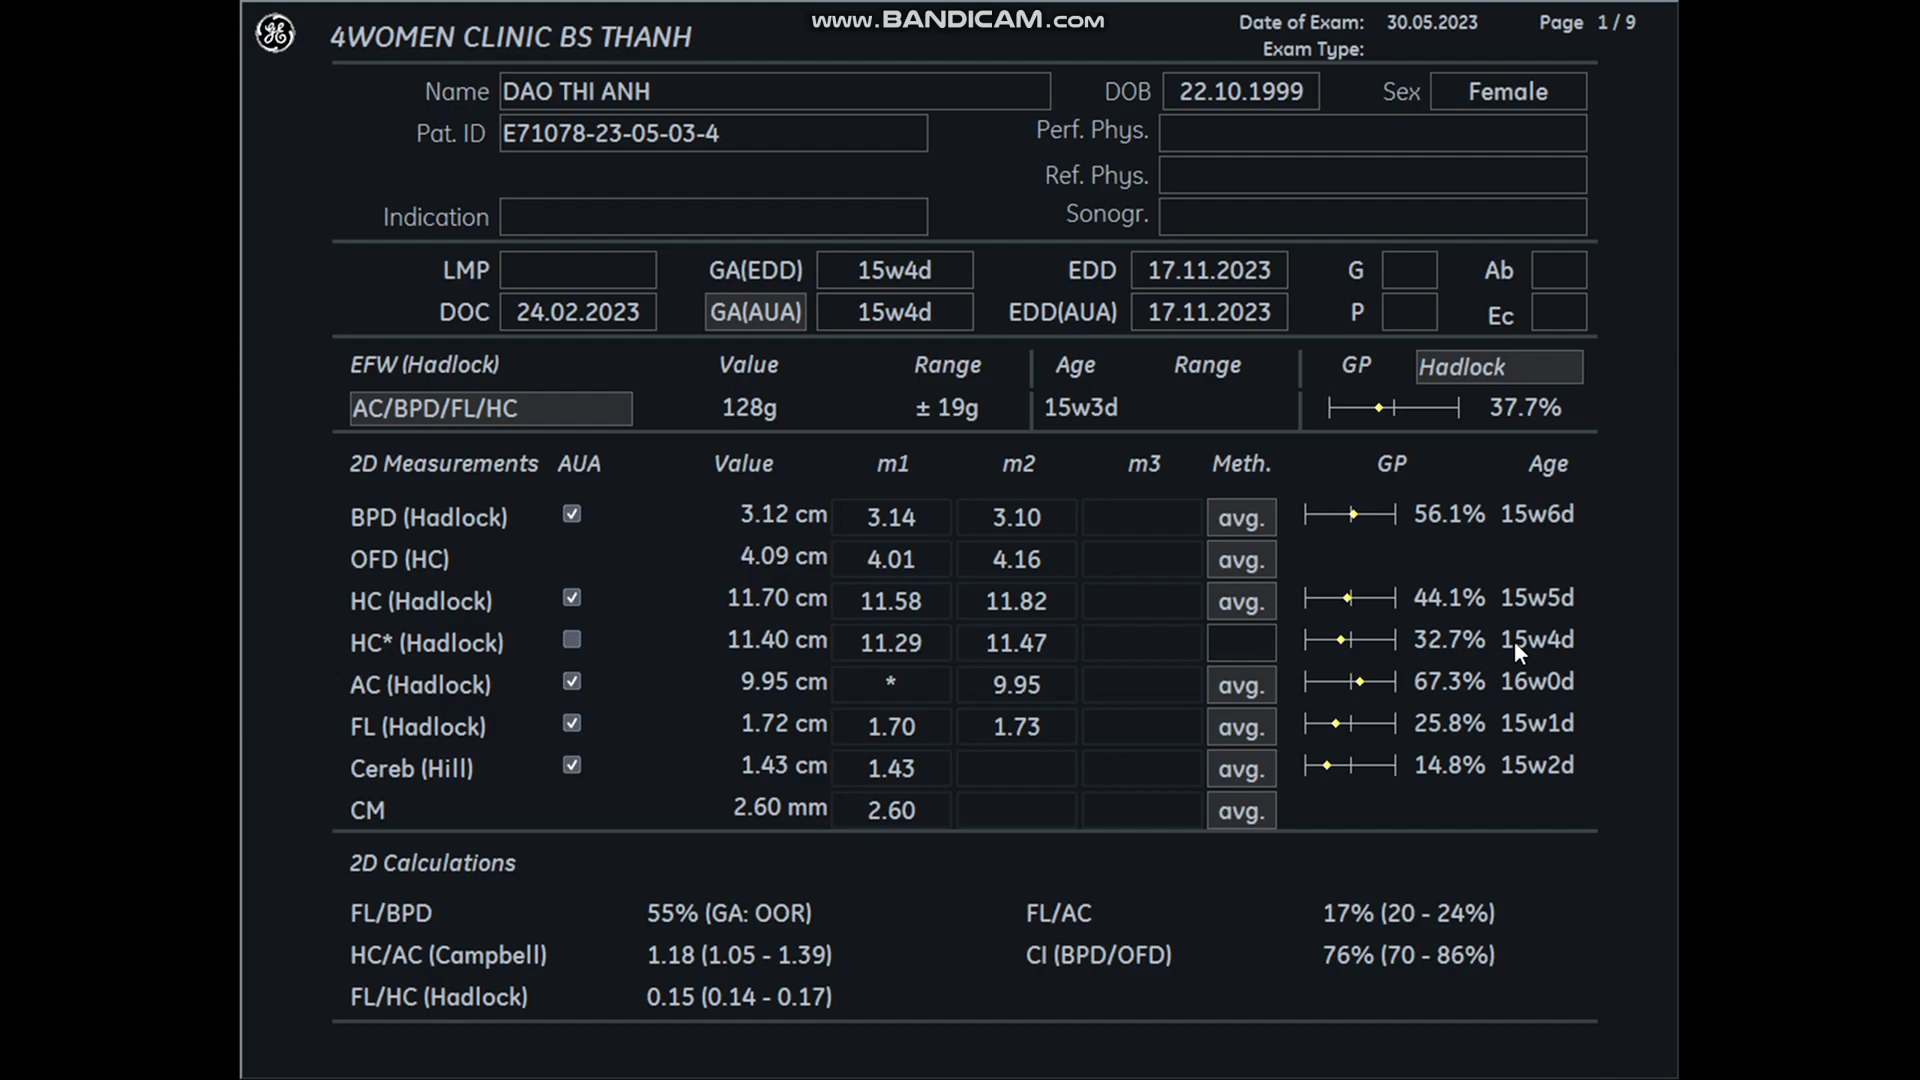 www.BANDICAM.com
4WOMEN CLINIC BS THANH
Date of Exam: 30.05.2023 Page 1 / 9
Exam Type:
Name DAO THI ANH DOB 22.10.1999 Sex Female
Pat. ID E71078-23-05-03-4 Perf. Phys.
Ref. Phys.
Indication Sonogr.
LMP GA(EDD) 15w4d EDD 17.11.2023 G Ab
DOC 24.02.2023 GA(AUA) 15w4d EDD(AUA) 17.11.2023 P Ec
EFW (Hadlock) Value Range Age Range GP Hadlock
AC/BPD/FL/HC 128g ± 19g 15w3d 37.7%
2D Measurements AUA Value m1 m2 m3 Meth. GP Age
BPD (Hadlock) 3.12 cm 3.14 3.10 avg. 56.1% 15w6d
OFD (HC) 4.09 cm 4.01 4.16 avg.
HC (Hadlock) 11.70 cm 11.58 11.82 avg. 44.1% 15w5d
HC* (Hadlock) 11.40 cm 11.29 11.47 32.7% 15w4d
AC (Hadlock) 9.95 cm * 9.95 avg. 67.3% 16w0d
FL (Hadlock) 1.72 cm 1.70 1.73 avg. 25.8% 15w1d
Cereb (Hill) 1.43 cm 1.43 avg. 14.8% 15w2d
CM 2.60 mm 2.60 avg.
2D Calculations
FL/BPD 55% (GA: OOR) FL/AC 17% (20 - 24%)
HC/AC (Campbell) 1.18 (1.05 - 1.39) CI (BPD/OFD) 76% (70 - 86%)
FL/HC (Hadlock) 0.15 (0.14 - 0.17)